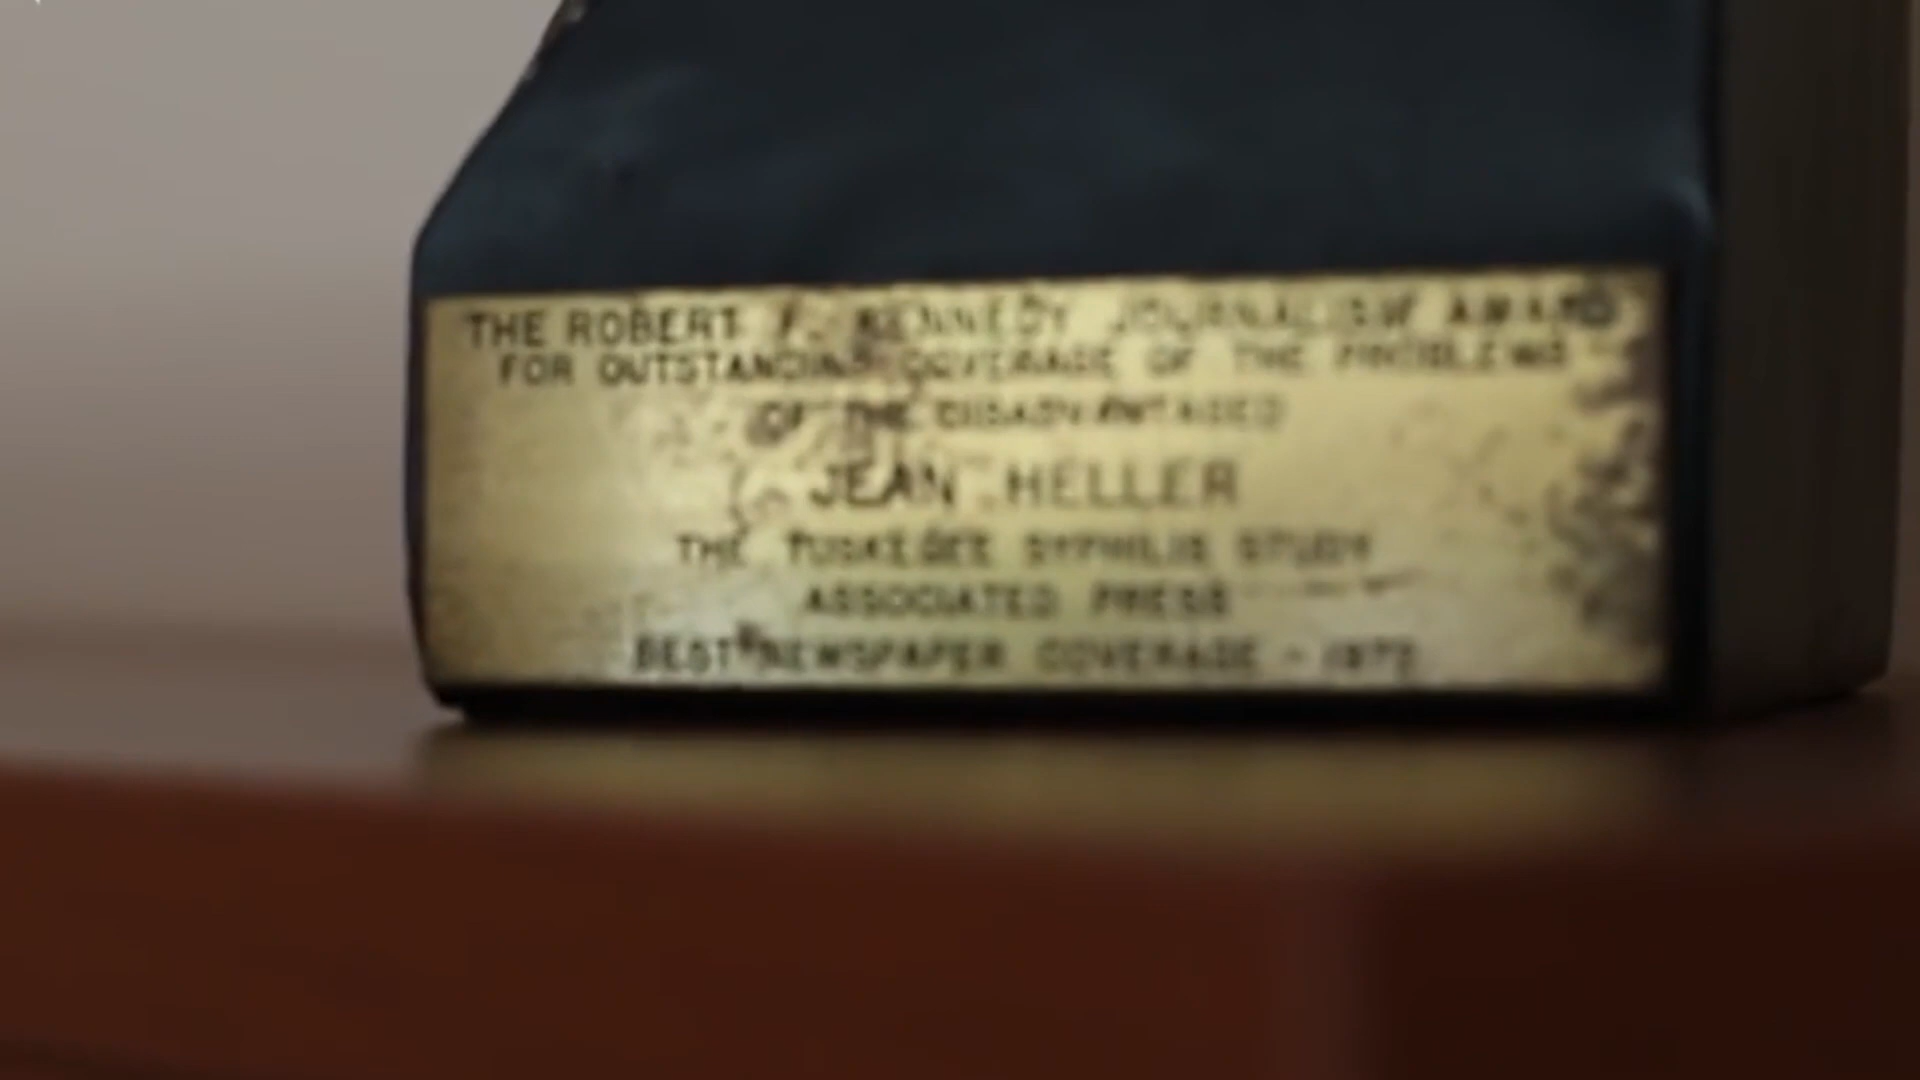 THE ROBERT F. KENNEDY JOURNALISM AWARD
FOR OUTSTANDING COVERAGE OF THE PROBLEMS
OF THE DISADVANTAGED
JEAN HELLER
THE TUSKEGEE SYPHILIS STUDY
ASSOCIATED PRESS
BEST NEWSPAPER COVERAGE - 1972